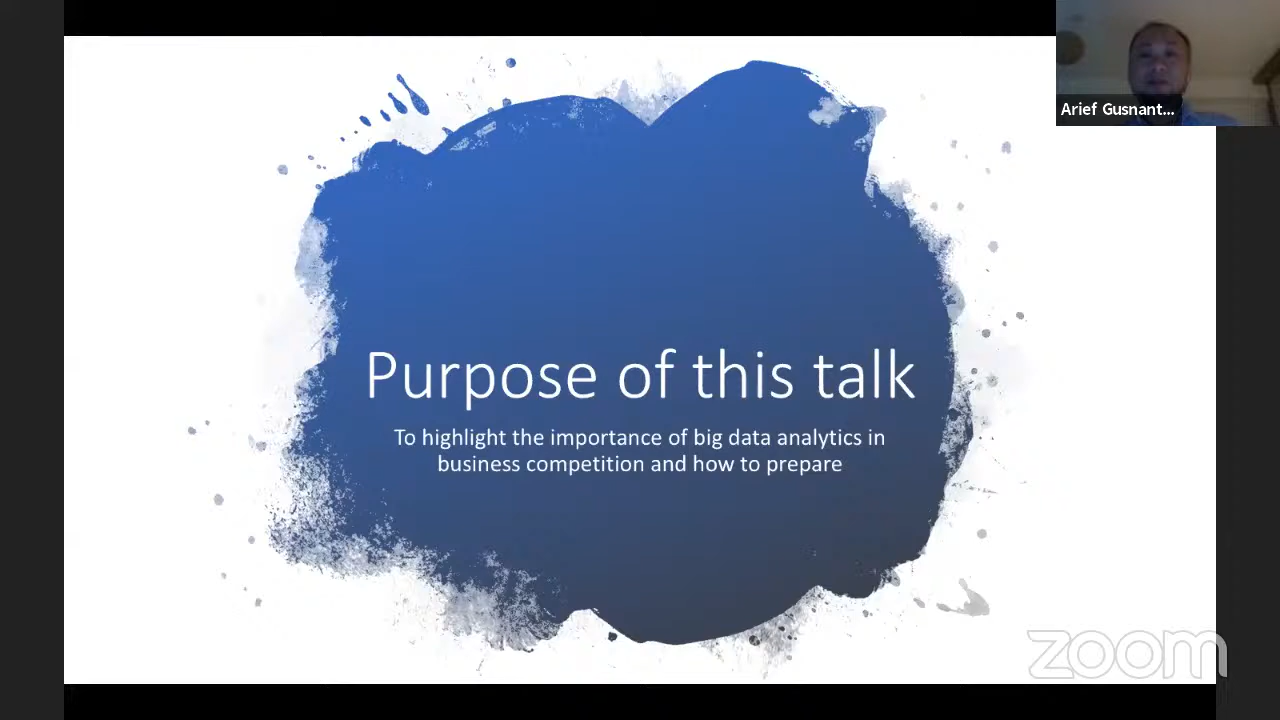 Arief Gusnant...
Purpose of this talk
To highlight the importance of big data analytics in
business competition and how to prepare
zoom